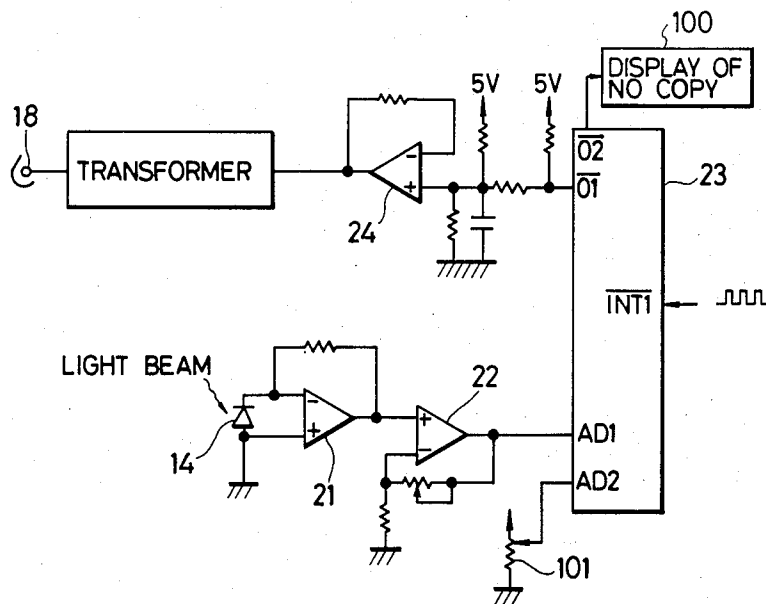 100
DISPLAY OF
NO COPY
5V
5V
18
TRANSFORMER
-
+
24
O2
O1
23
INT1
LIGHT BEAM
-
+
14
21
22
+
-
AD1
AD2
101